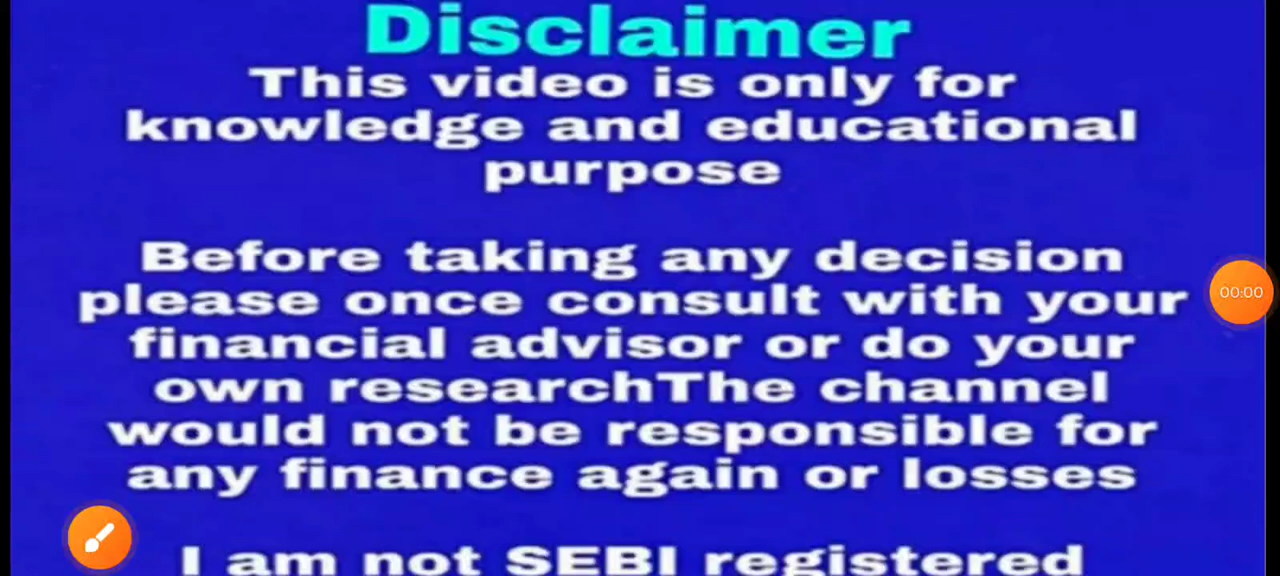 Disclaimer
This video is only for
knowledge and educational
purpose
Before taking any decision
please once consult with your
financial advisor or do your
own researchThe channel
would not be responsible for
any finance again or losses
I am not SEBI registered
00:00